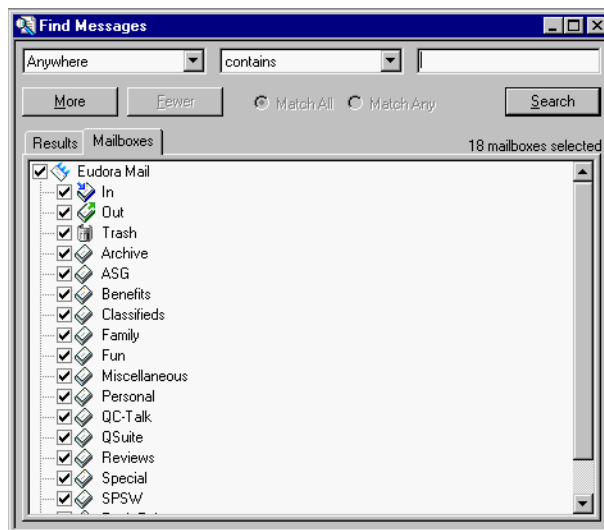 Find Messages
Anywhere contains
More Fewer Match All Match Any Search
Results Mailboxes 18 mailboxes selected
Eudora Mail
In
Out
Trash
Archive
ASG
Benefits
Classifieds
Family
Fun
Miscellaneous
Personal
QC-Talk
QSuite
Reviews
Special
SPSW